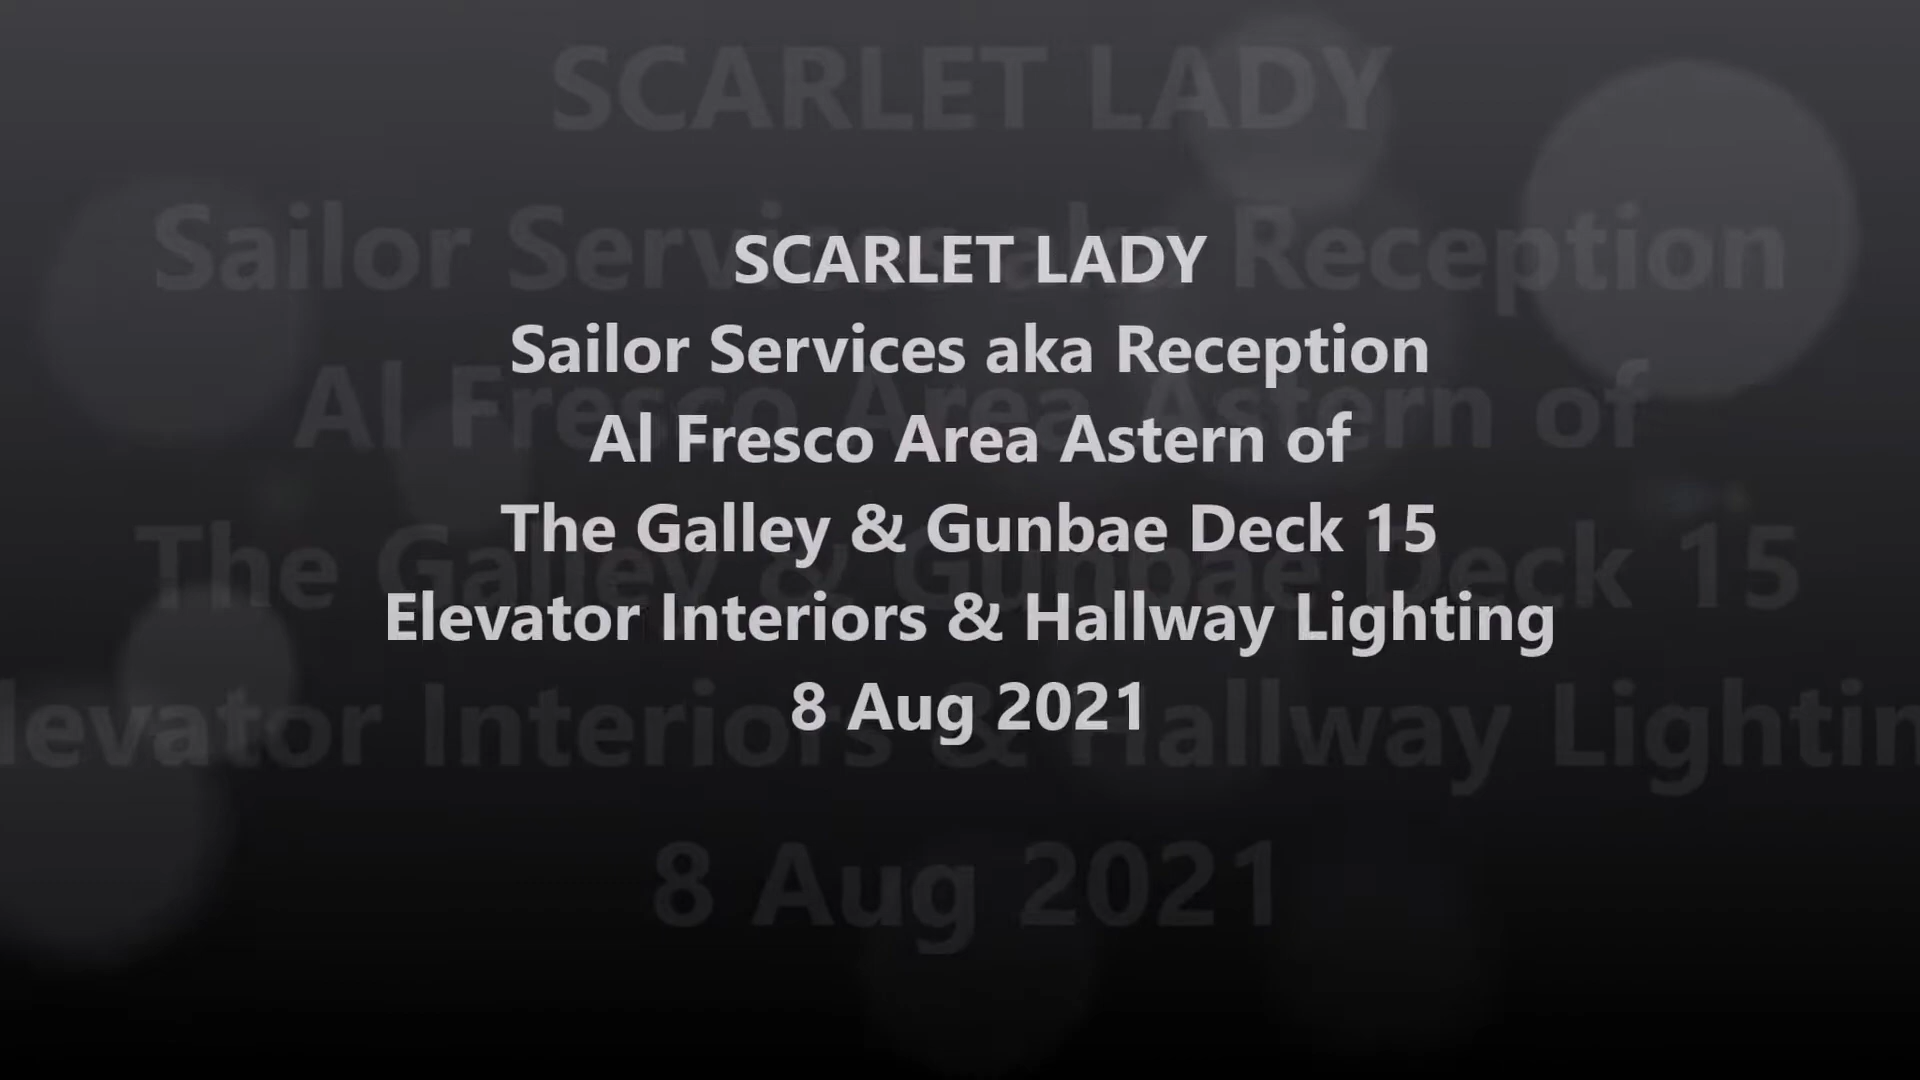 SCARLET LADY
Sailor Services aka Reception
Al Fresco Area Astern of
The Galley & Gunbae Deck 15
Elevator Interiors & Hallway Lighting
8 Aug 2021